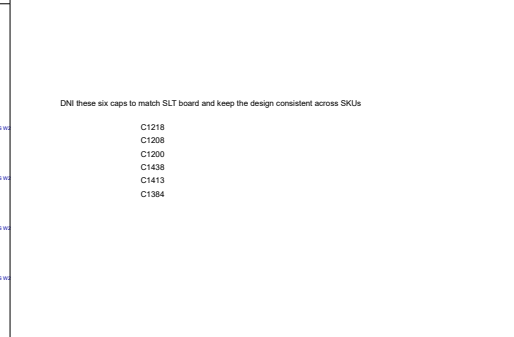 DNI these six caps to match SLT board and keep the design consistent across SKUs
C1218
C1208
C1200
C1438
C1413
C1384